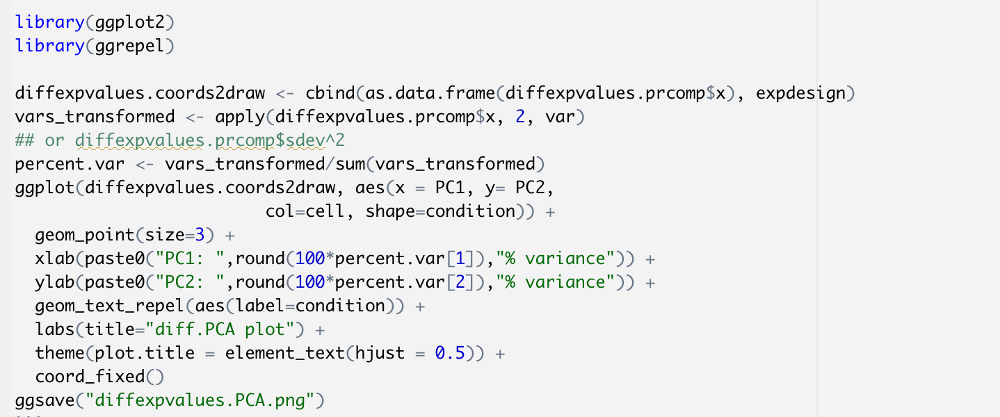 library(ggplot2)
library(ggrepel)
diffexpvalues.coords2draw <- cbind(as.data.frame(diffexpvalues.prcomp$x), expdesign)
vars_transformed <- apply(diffexpvalues.prcomp$x, 2, var)
## or diffexpvalues.prcomp$sdev^2
percent.var <- vars_transformed/sum(vars_transformed)
ggplot(diffexpvalues.coords2draw, aes(x = PC1, y= PC2,
                         col=cell, shape=condition)) +
  geom_point(size=3) +
  xlab(paste0("PC1: ",round(100*percent.var[1]),"% variance")) +
  ylab(paste0("PC2: ",round(100*percent.var[2]),"% variance")) +
  geom_text_repel(aes(label=condition)) +
  labs(title="diff.PCA plot") +
  theme(plot.title = element_text(hjust = 0.5)) +
  coord_fixed()
ggsave("diffexpvalues.PCA.png")